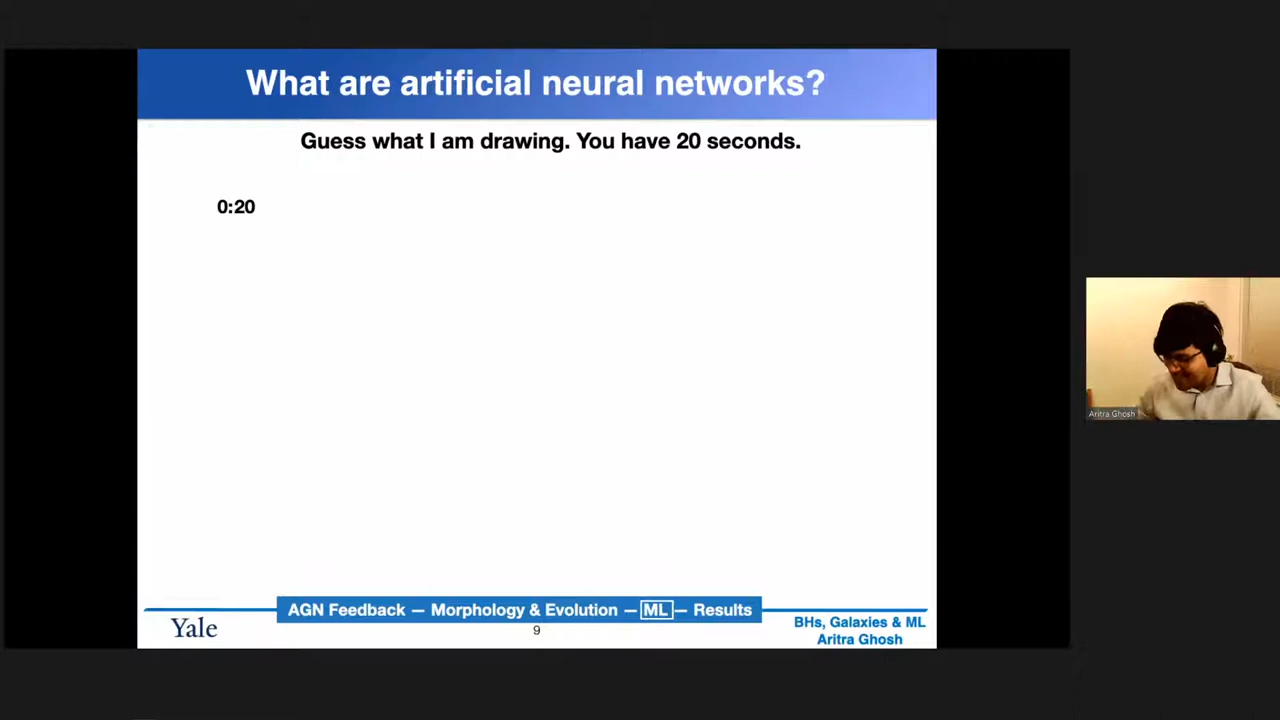 What are artificial neural networks?
Guess what I am drawing. You have 20 seconds.
0:20
Aritra Ghosh
AGN Feedback — Morphology & Evolution — ML — Results
Yale
9
BHs, Galaxies & ML
Aritra Ghosh